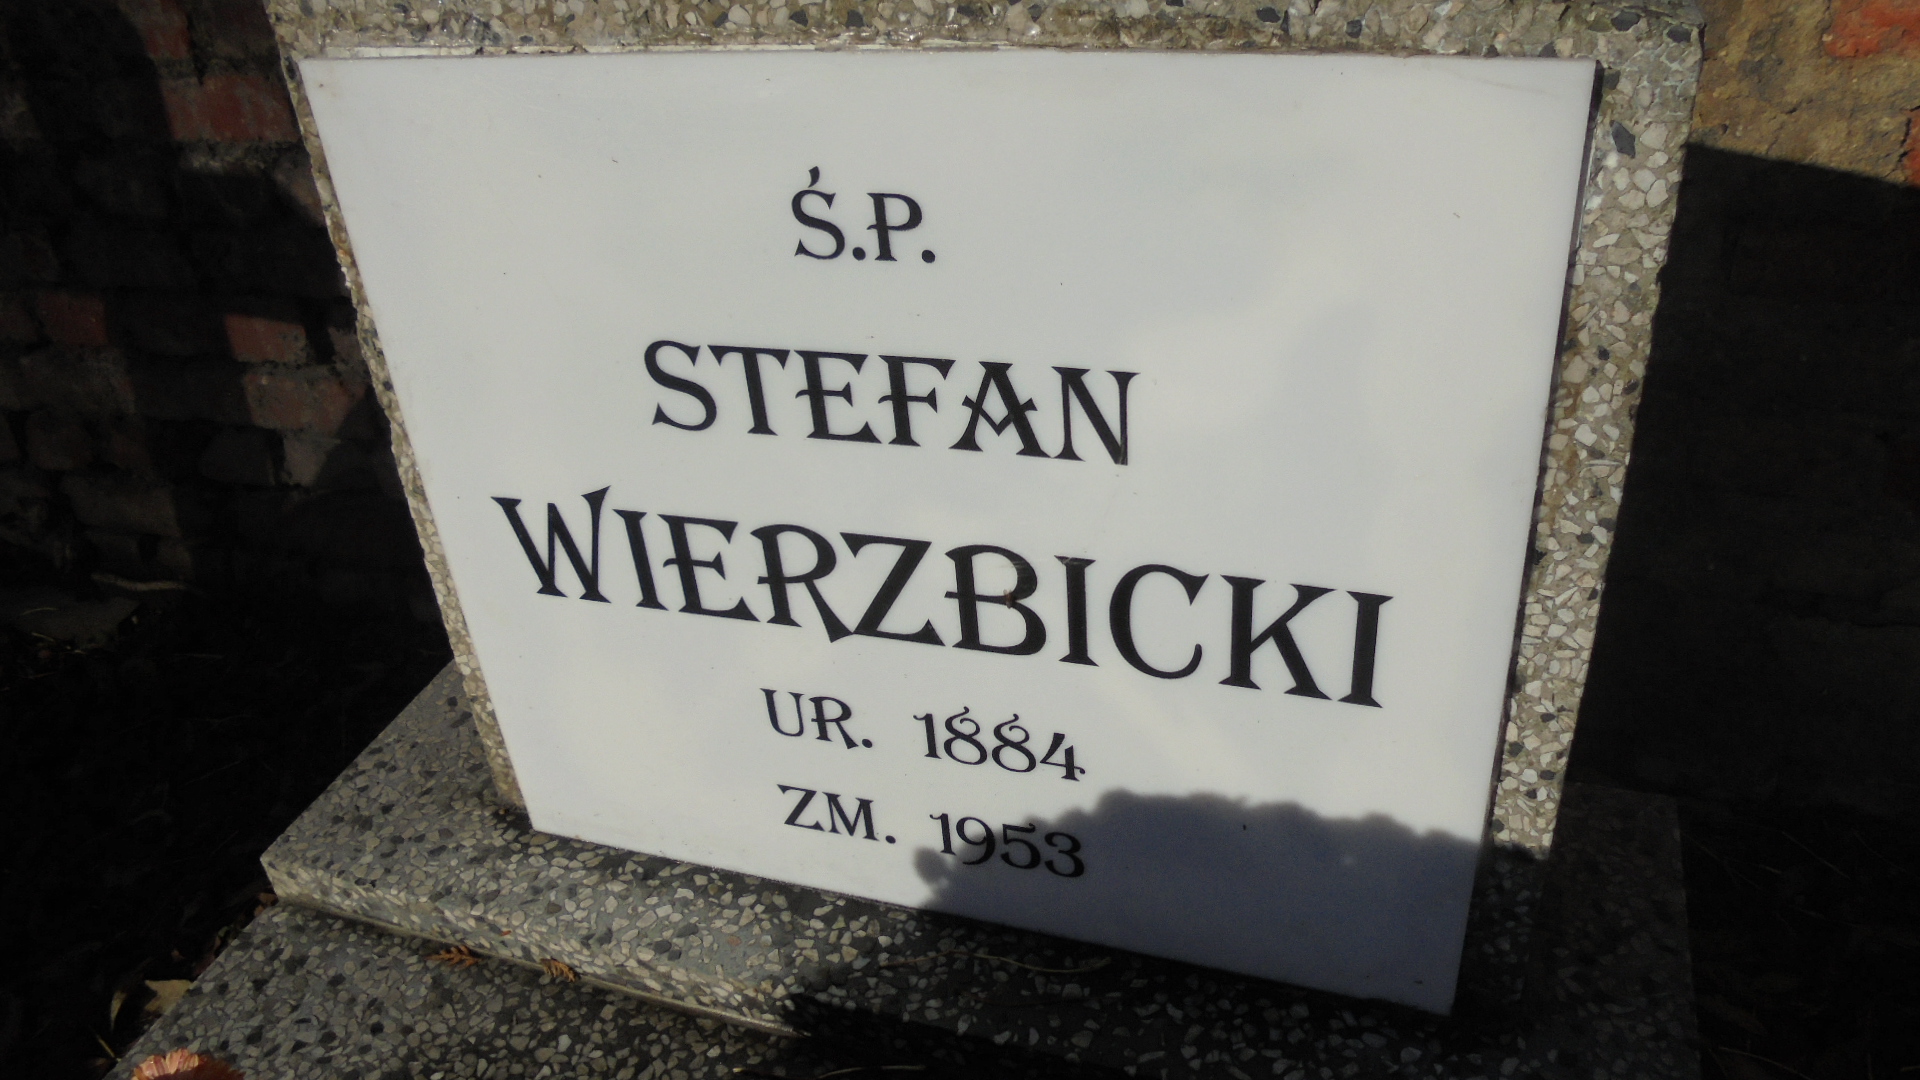 Ś.P.
STEFAN
WIERZBICKI
UR. 1884
ZM. 1953